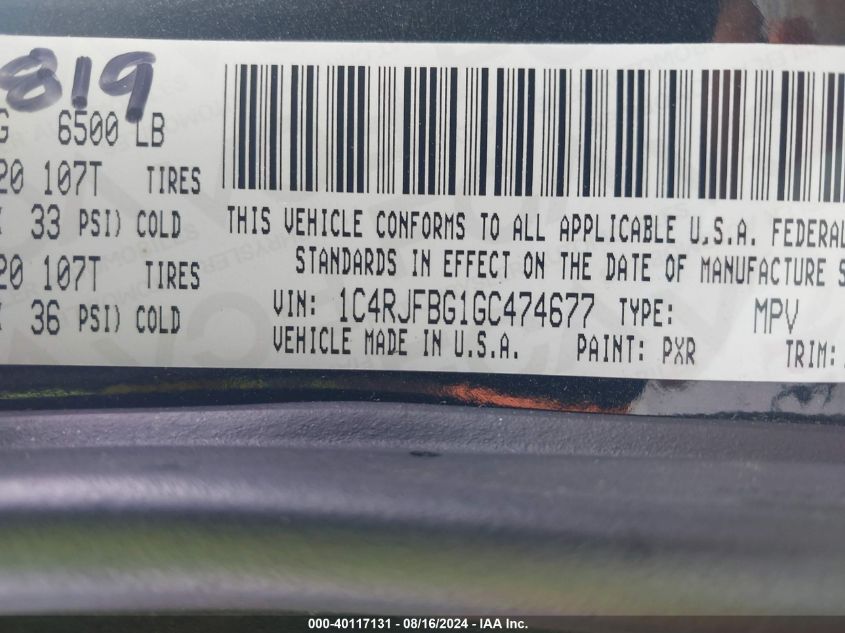 819
G 6500 LB
20 107T TIRES
33 PSI) COLD
20 107T TIRES
36 PSI) COLD
THIS VEHICLE CONFORMS TO ALL APPLICABLE U.S.A. FEDERAL
STANDARDS IN EFFECT ON THE DATE OF MANUFACTURE S
VIN: 1C4RJFBG1GC474677 TYPE: MPV
VEHICLE MADE IN U.S.A. PAINT: PXR TRIM:
000-40117131 - 08/16/2024 - IAA Inc.